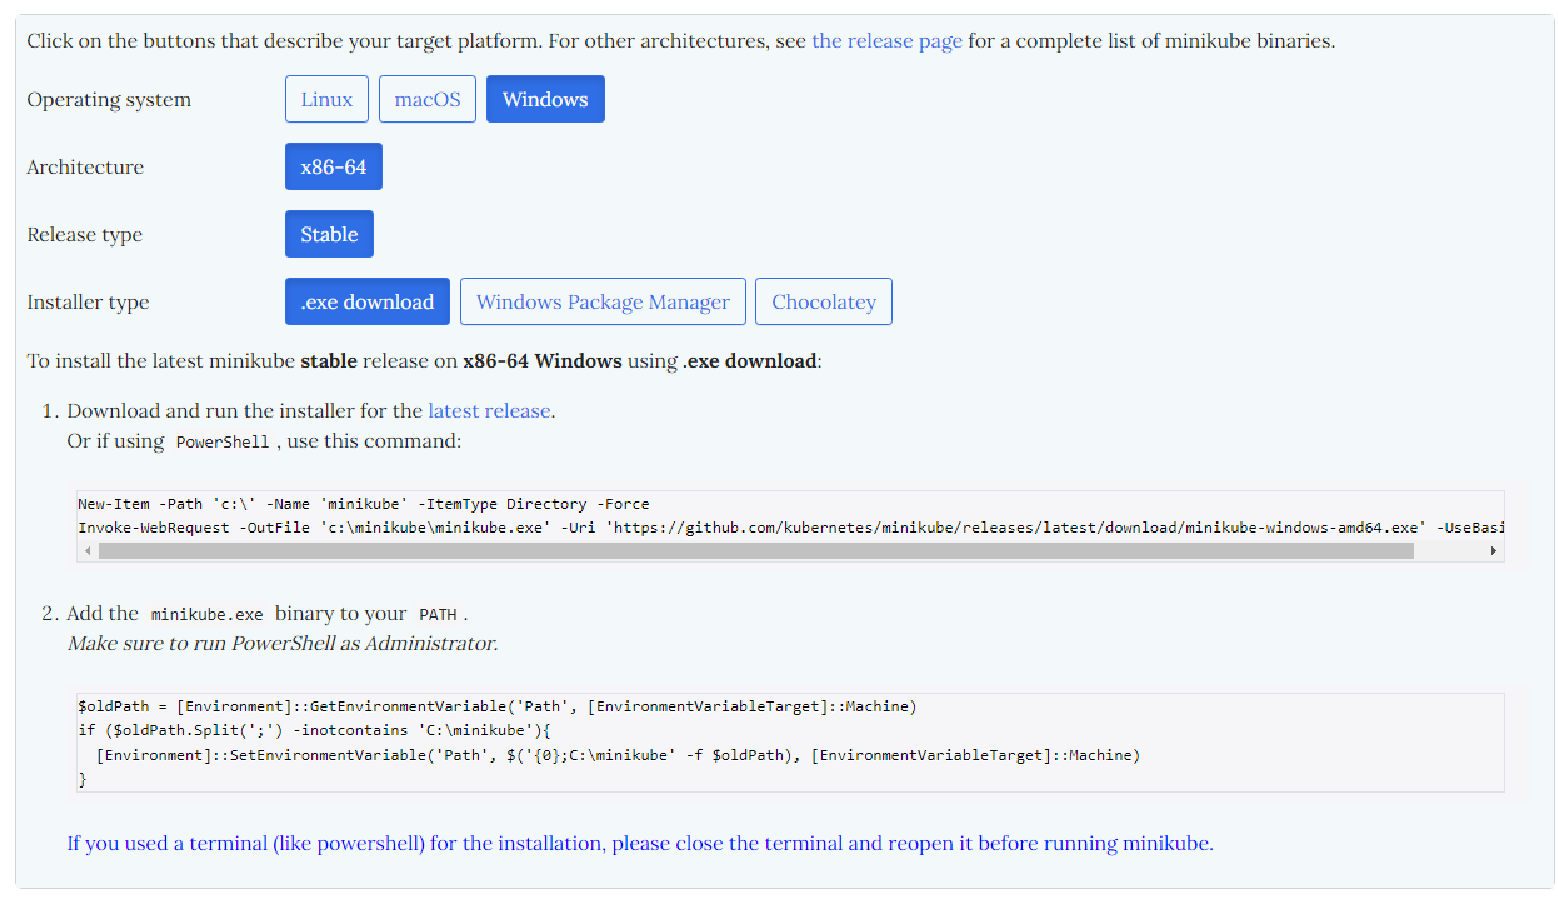 Click on the buttons that describe your target platform. For other architectures, see the release page for a complete list of minikube binaries.
Operating system Linux macOS Windows
Architecture x86-64
Release type Stable
Installer type .exe download Windows Package Manager Chocolatey
To install the latest minikube stable release on x86-64 Windows using .exe download:
1. Download and run the installer for the latest release.
Or if using PowerShell , use this command:
New-Item -Path 'c:\' -Name 'minikube' -ItemType Directory -Force
Invoke-WebRequest -OutFile 'c:\minikube\minikube.exe' -Uri 'https://github.com/kubernetes/minikube/releases/latest/download/minikube-windows-amd64.exe' -UseBasi
2. Add the minikube.exe binary to your PATH .
Make sure to run PowerShell as Administrator.
$oldPath = [Environment]::GetEnvironmentVariable('Path', [EnvironmentVariableTarget]::Machine)
if ($oldPath.Split(';') -inotcontains 'C:\minikube'){
  [Environment]::SetEnvironmentVariable('Path', $('{0};C:\minikube' -f $oldPath), [EnvironmentVariableTarget]::Machine)
}
If you used a terminal (like powershell) for the installation, please close the terminal and reopen it before running minikube.